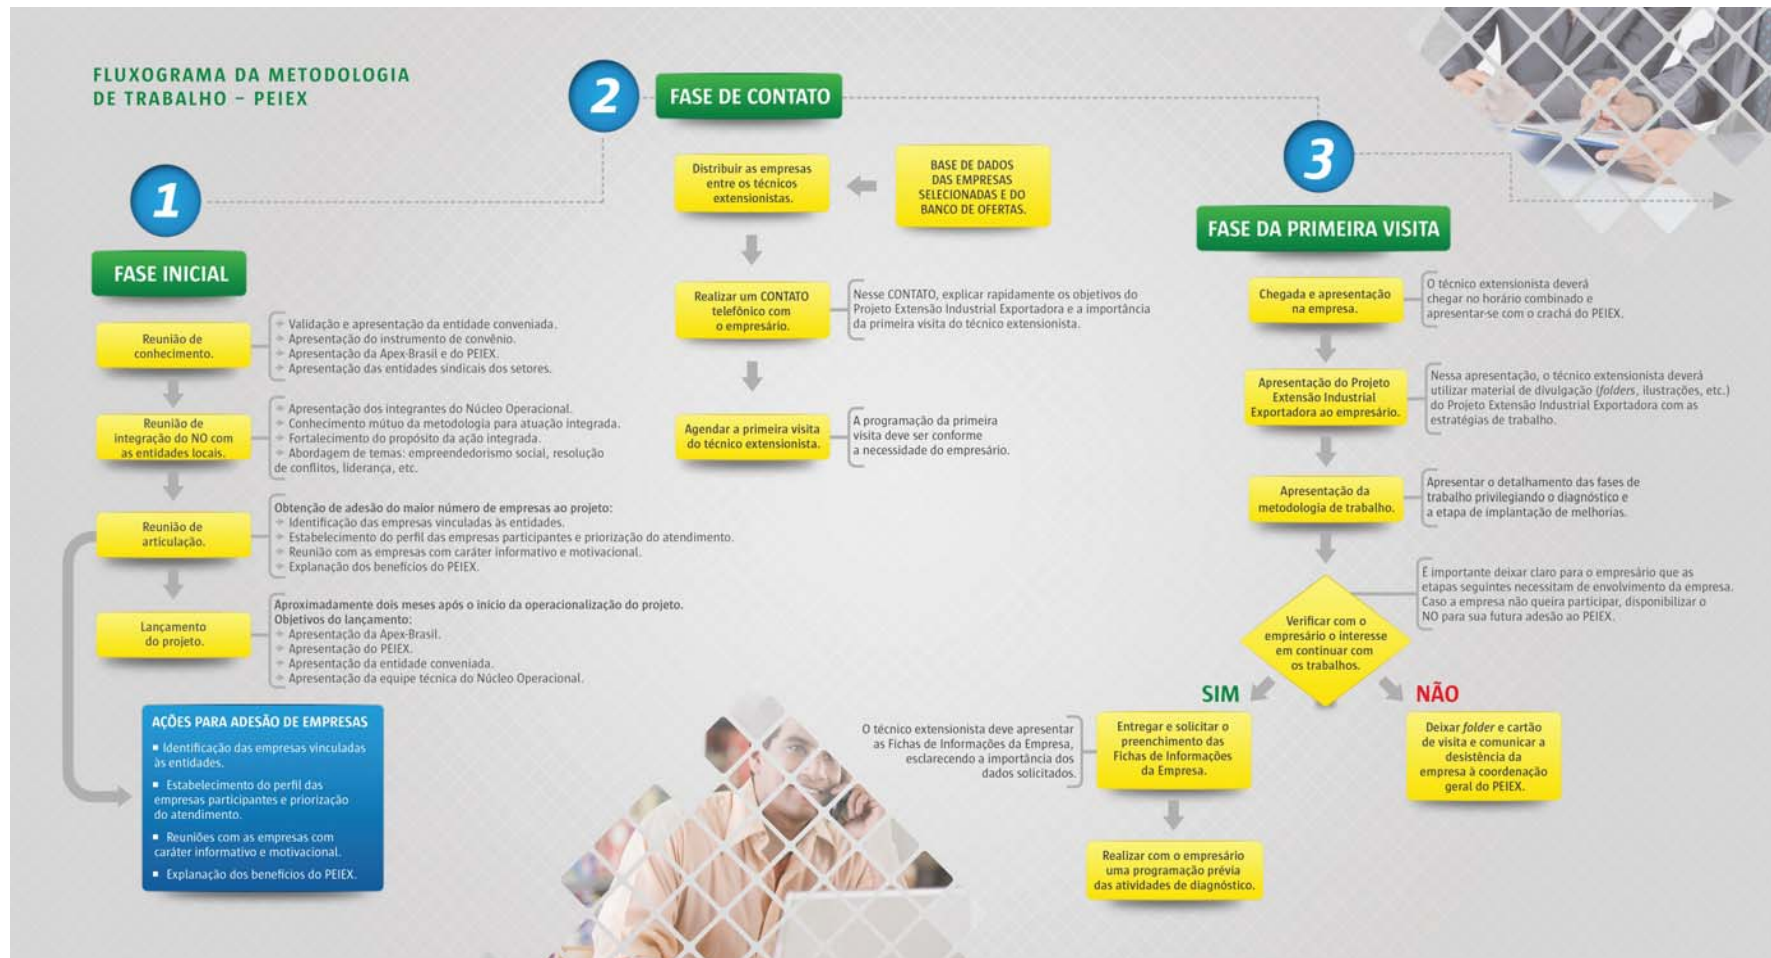 FLUXOGRAMA DA METODOLOGIA
DE TRABALHO – PEIEX
1
FASE INICIAL
Reunião de
conhecimento.
Validação e apresentação da entidade conveniada.
Apresentação do instrumento de convênio.
Apresentação da Apex-Brasil e do PEIEX.
Apresentação das entidades sindicais dos setores.
Reunião de
integração do NO com
as entidades locais.
Apresentação dos integrantes do Núcleo Operacional.
Conhecimento mútuo da metodologia para atuação integrada.
Fortalecimento do propósito da ação integrada.
Abordagem de temas: empreendedorismo social, resolução
de conflitos, liderança, etc.
Reunião de
articulação.
Obtenção de adesão do maior número de empresas ao projeto:
Identificação das empresas vinculadas às entidades.
Estabelecimento do perfil das empresas participantes e priorização do atendimento.
Reunião com as empresas com caráter informativo e motivacional.
Explanação dos benefícios do PEIEX.
Lançamento
do projeto.
Aproximadamente dois meses após o início da operacionalização do projeto.
Objetivos do lançamento:
Apresentação da Apex-Brasil.
Apresentação do PEIEX.
Apresentação da entidade conveniada.
Apresentação da equipe técnica do Núcleo Operacional.
AÇÕES PARA ADESÃO DE EMPRESAS
▪ Identificação das empresas vinculadas
às entidades.
▪ Estabelecimento do perfil das
empresas participantes e priorização
do atendimento.
▪ Reuniões com as empresas com
caráter informativo e motivacional.
▪ Explanação dos benefícios do PEIEX.
2
FASE DE CONTATO
Distribuir as empresas
entre os técnicos
extensionistas.
BASE DE DADOS
DAS EMPRESAS
SELECIONADAS E DO
BANCO DE OFERTAS.
Realizar um CONTATO
telefônico com
o empresário.
Nesse CONTATO, explicar rapidamente os objetivos do
Projeto Extensão Industrial Exportadora e a importância
da primeira visita do técnico extensionista.
Agendar a primeira visita
do técnico extensionista.
A programação da primeira
visita deve ser conforme
a necessidade do empresário.
3
FASE DA PRIMEIRA VISITA
Chegada e apresentação
na empresa.
O técnico extensionista deverá
chegar no horário combinado e
apresentar-se com o crachá do PEIEX.
Apresentação do Projeto
Extensão Industrial
Exportadora ao empresário.
Nessa apresentação, o técnico extensionista deverá
utilizar material de divulgação (folders, ilustrações, etc.)
do Projeto Extensão Industrial Exportadora com as
estratégias de trabalho.
Apresentação da
metodologia de trabalho.
Apresentar o detalhamento das fases de
trabalho privilegiando o diagnóstico e
a etapa de implantação de melhorias.
Verificar com o
empresário o interesse
em continuar com
os trabalhos.
É importante deixar claro para o empresário que as
etapas seguintes necessitam de envolvimento da empresa.
Caso a empresa não queira participar, disponibilizar o
NO para sua futura adesão ao PEIEX.
SIM
NÃO
O técnico extensionista deve apresentar
as Fichas de Informações da Empresa,
esclarecendo a importância dos
dados solicitados.
Entregar e solicitar o
preenchimento das
Fichas de Informações
da Empresa.
Deixar folder e cartão
de visita e comunicar a
desistência da
empresa à coordenação
geral do PEIEX.
Realizar com o empresário
uma programação prévia
das atividades de diagnóstico.